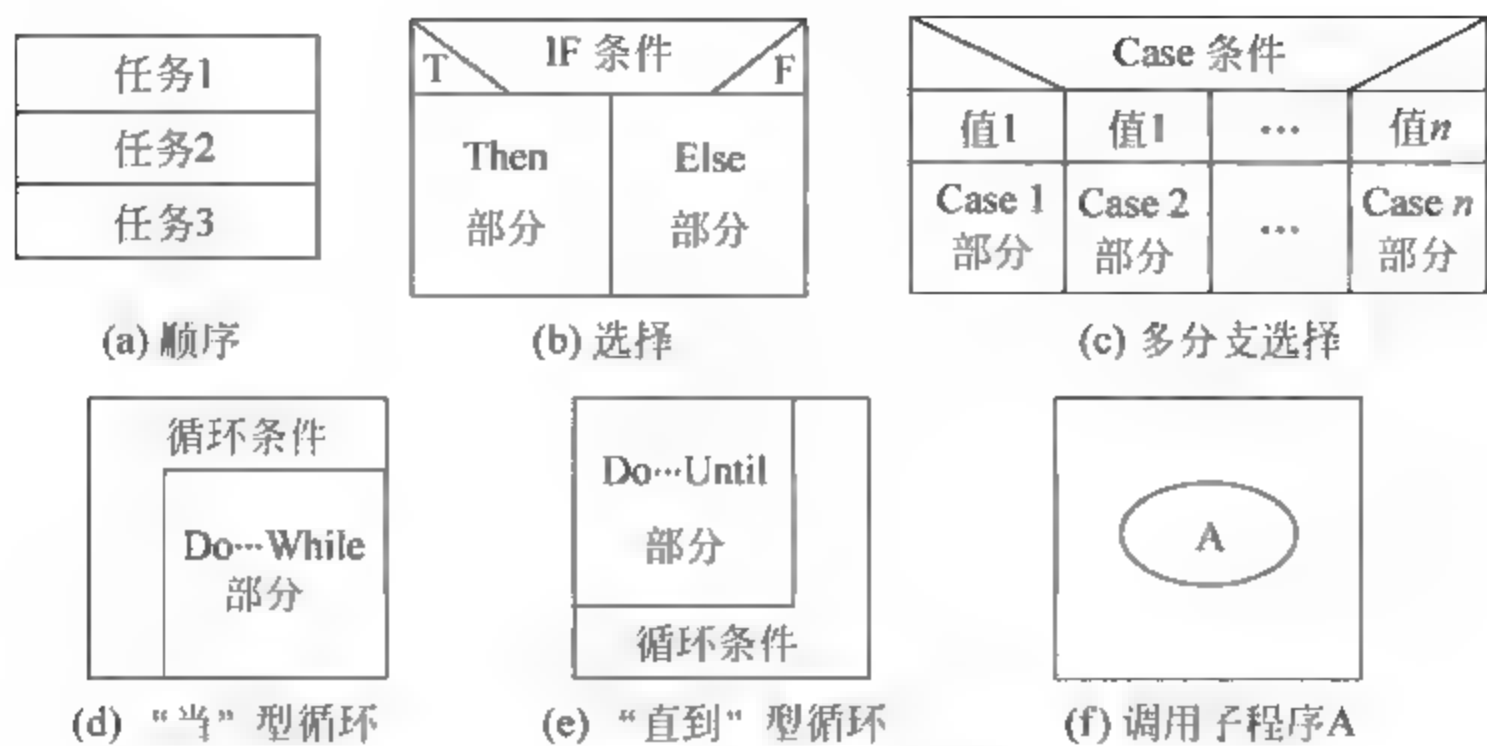 任务1
任务2
任务3
(a) 顺序
IF 条件
T
F
Then
部分
Else
部分
(b) 选择
Case 条件
值1
值1
…
值n
Case 1
部分
Case 2
部分
…
Case n
部分
(c) 多分支选择
循环条件
Do…While
部分
(d) “当”型循环
Do…Until
部分
循环条件
(e) “直到”型循环
A
(f) 调用子程序A